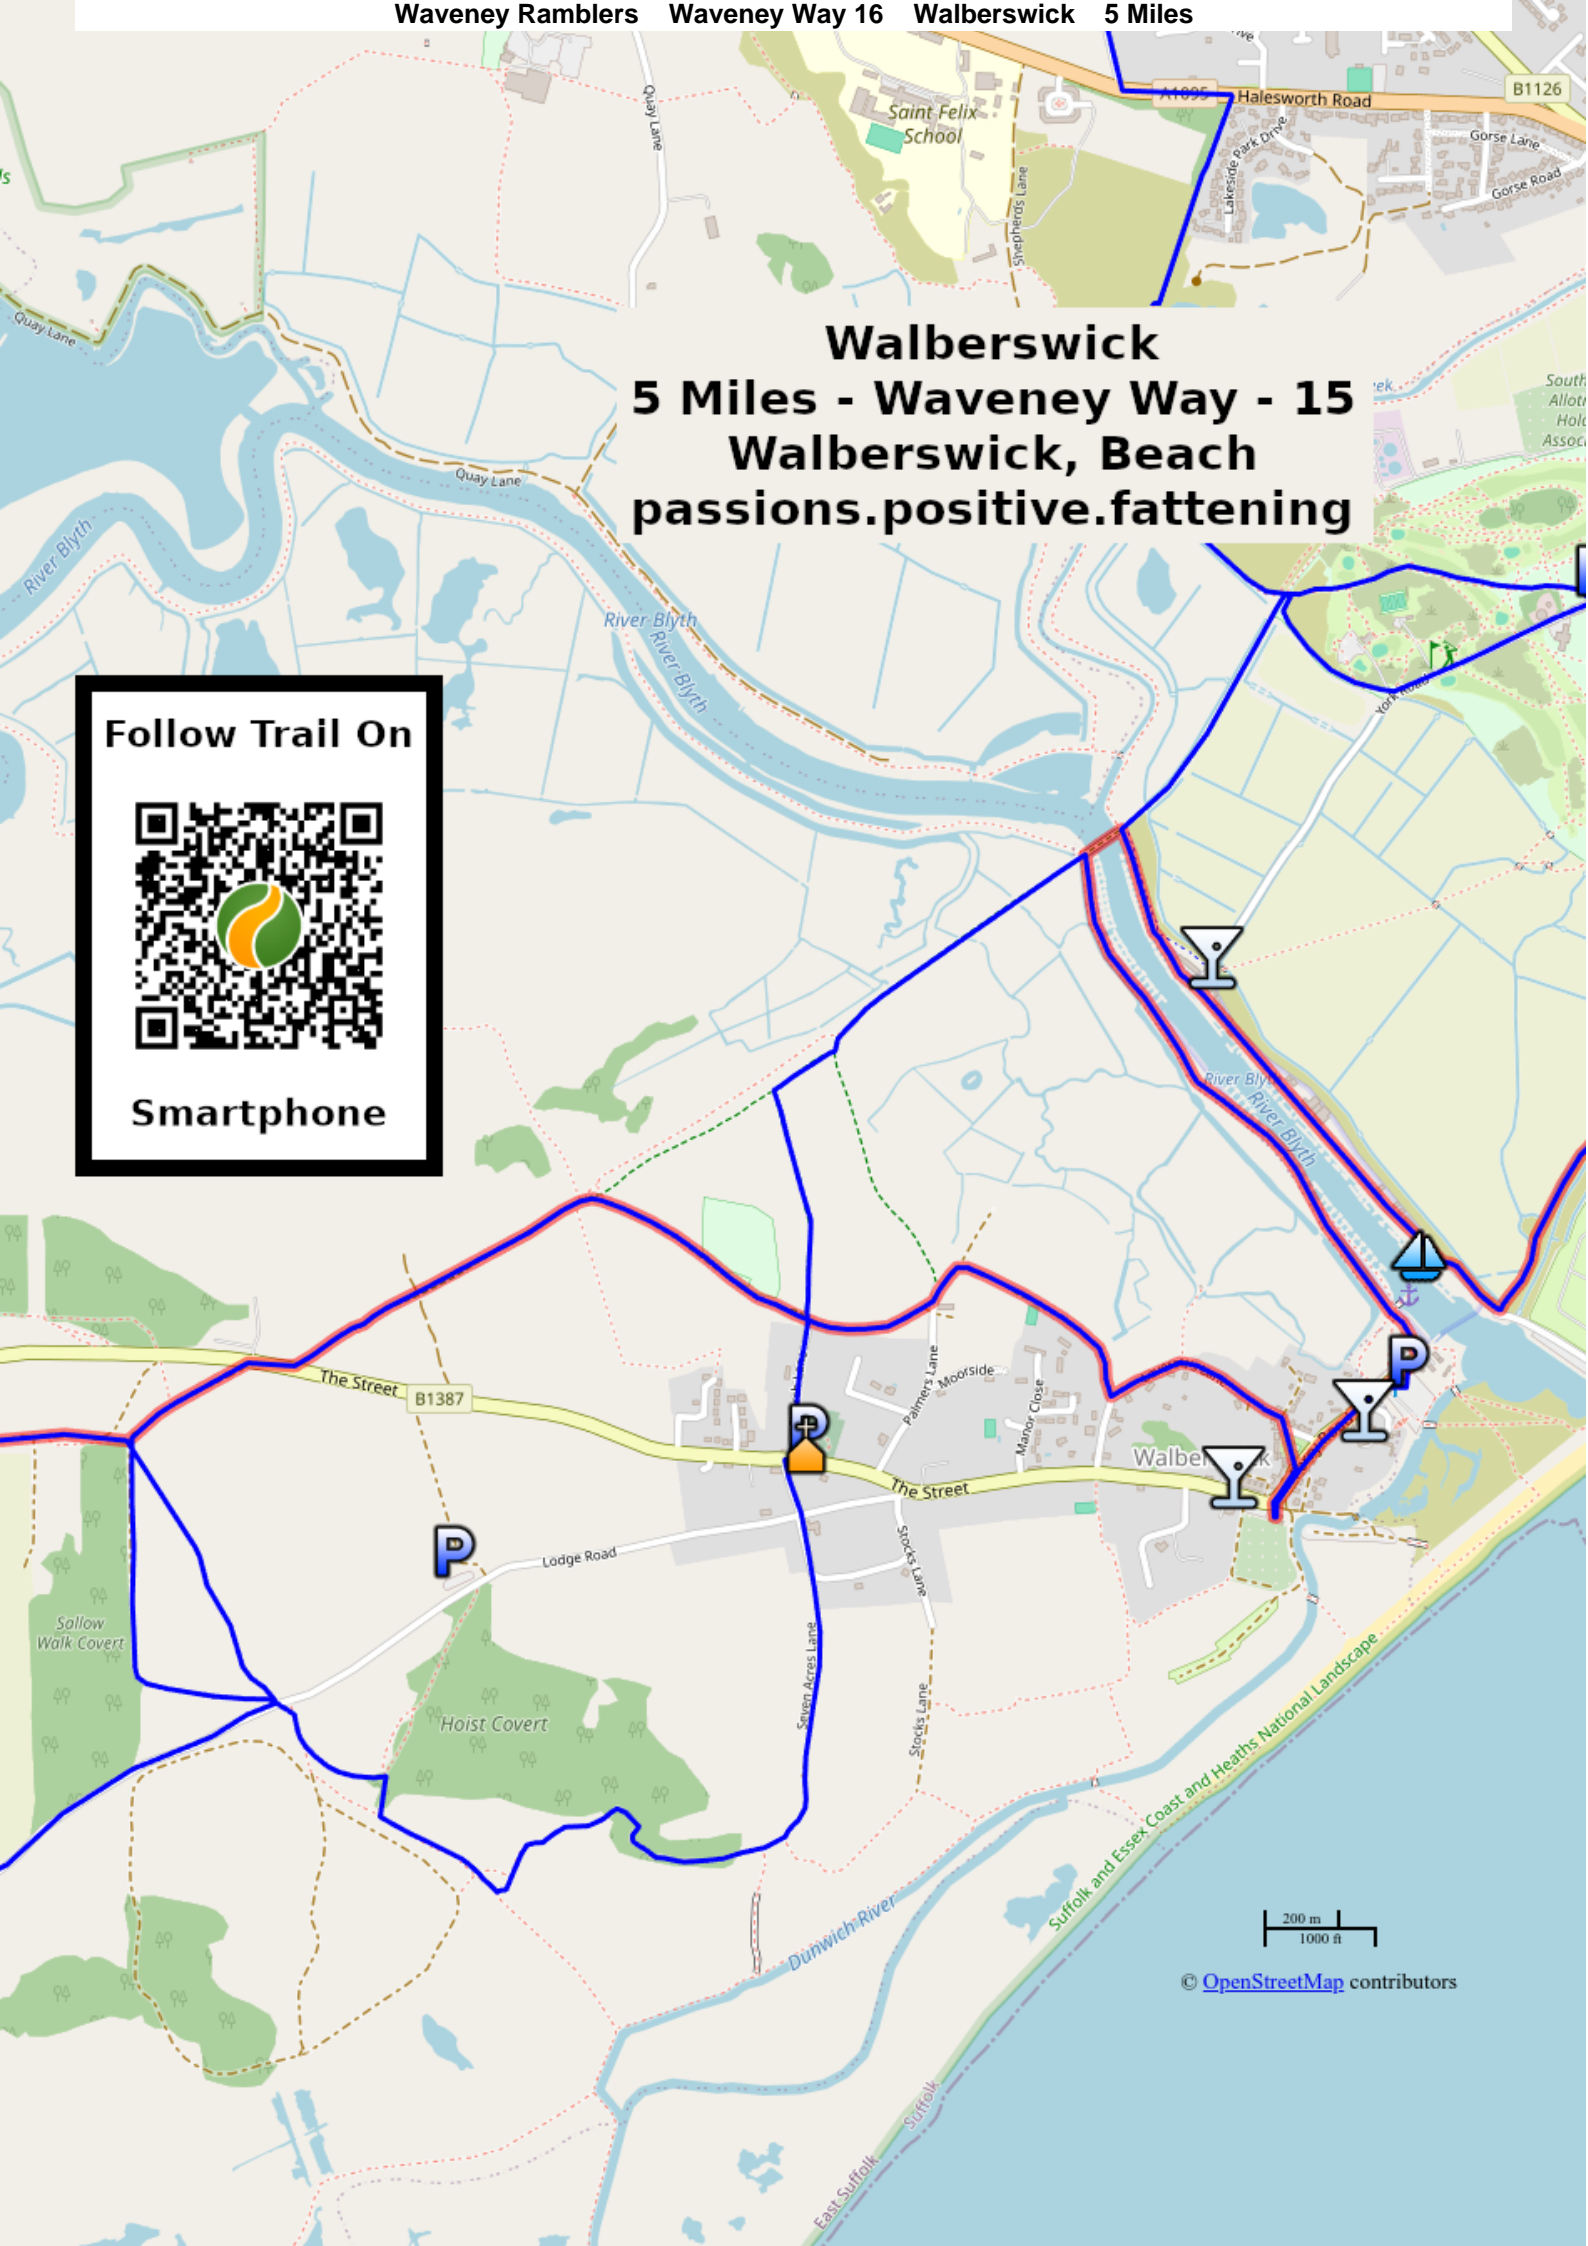 Waveney Ramblers    Waveney Way 16    Walberswick    5 Miles
A1095
Halesworth Road
B1126
Quay Lane
Saint Felix
School
Shepherds Lane
Lakeside Park Drive
Gorse Lane
Gorse Road
Quay Lane
Walberswick
5 Miles - Waveney Way - 15
Walberswick, Beach
passions.positive.fattening
Quay Lane
River Blyth
River Blyth
River Blyth
York Road
Follow Trail On
Smartphone
River Blyth
The Street
B1387
Palmers Lane
Moorside
Manor Close
The Street
P
P
P
Lodge Road
Stocks Lane
Sallow
Walk Covert
Seven Acres Lane
Stocks Lane
Hoist Covert
Suffolk and Essex Coast and Heaths National Landscape
Dunwich River
200 m
1000 ft
© OpenStreetMap contributors
Suffolk
East Suffolk